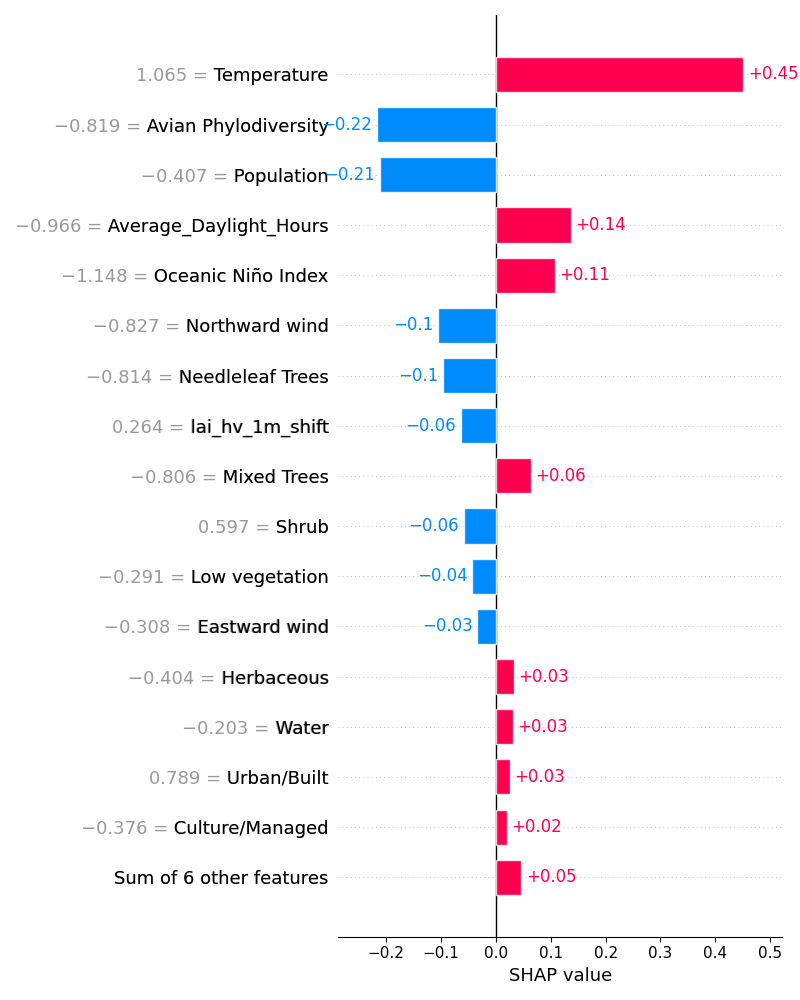 1.065 = Temperature +0.45
−0.819 = Avian Phylodiversity −0.22
−0.407 = Population −0.21
−0.966 = Average_Daylight_Hours +0.14
−1.148 = Oceanic Niño Index +0.11
−0.827 = Northward wind −0.1
−0.814 = Needleleaf Trees −0.1
0.264 = lai_hv_1m_shift −0.06
−0.806 = Mixed Trees +0.06
0.597 = Shrub −0.06
−0.291 = Low vegetation −0.04
−0.308 = Eastward wind −0.03
−0.404 = Herbaceous +0.03
−0.203 = Water +0.03
0.789 = Urban/Built +0.03
−0.376 = Culture/Managed +0.02
Sum of 6 other features +0.05
−0.2 −0.1 0.0 0.1 0.2 0.3 0.4 0.5
SHAP value